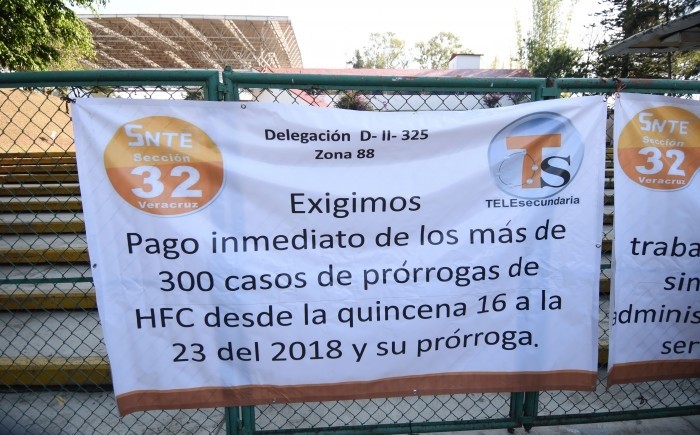 SNTE
Sección
32
Veracruz
Delegación D- II- 325
Zona 88
TS
TELEsecundaria
Exigimos
Pago inmediato de los más de
300 casos de prórrogas de
HFC desde la quincena 16 a la
23 del 2018 y su prórroga.
SNTE
Sección
32
Veracruz
traba
sin
dminis
ser